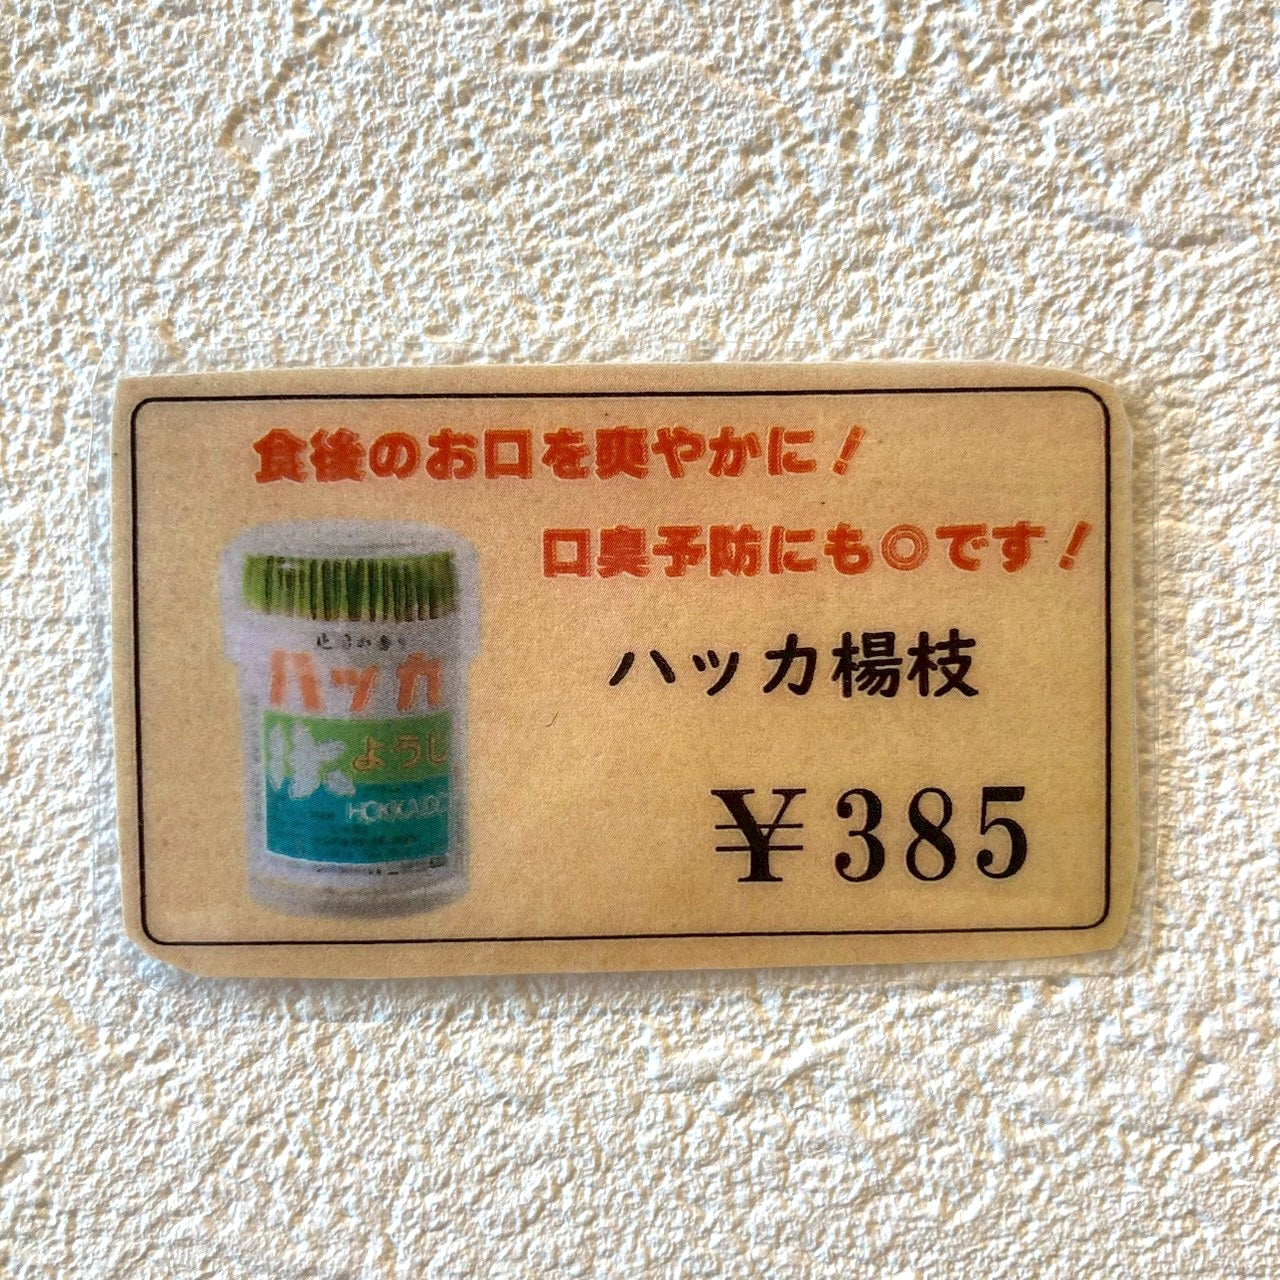 食後のお口を爽やかに！
口臭予防にも◎です！
ハッカ楊枝
￥385
ハッカ
ようじ
HOKKAIDO